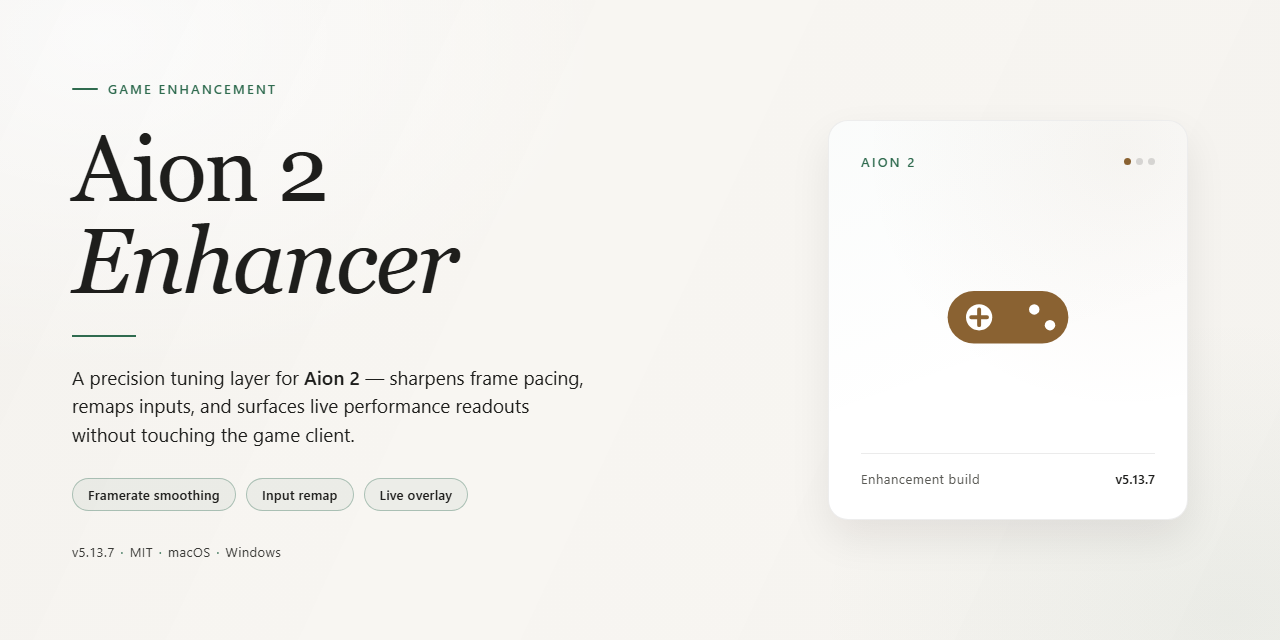 GAME ENHANCEMENT
Aion 2
Enhancer
A precision tuning layer for Aion 2 — sharpens frame pacing,
remaps inputs, and surfaces live performance readouts
without touching the game client.
Framerate smoothing
Input remap
Live overlay
v5.13.7 · MIT · macOS · Windows
AION 2
Enhancement build
v5.13.7